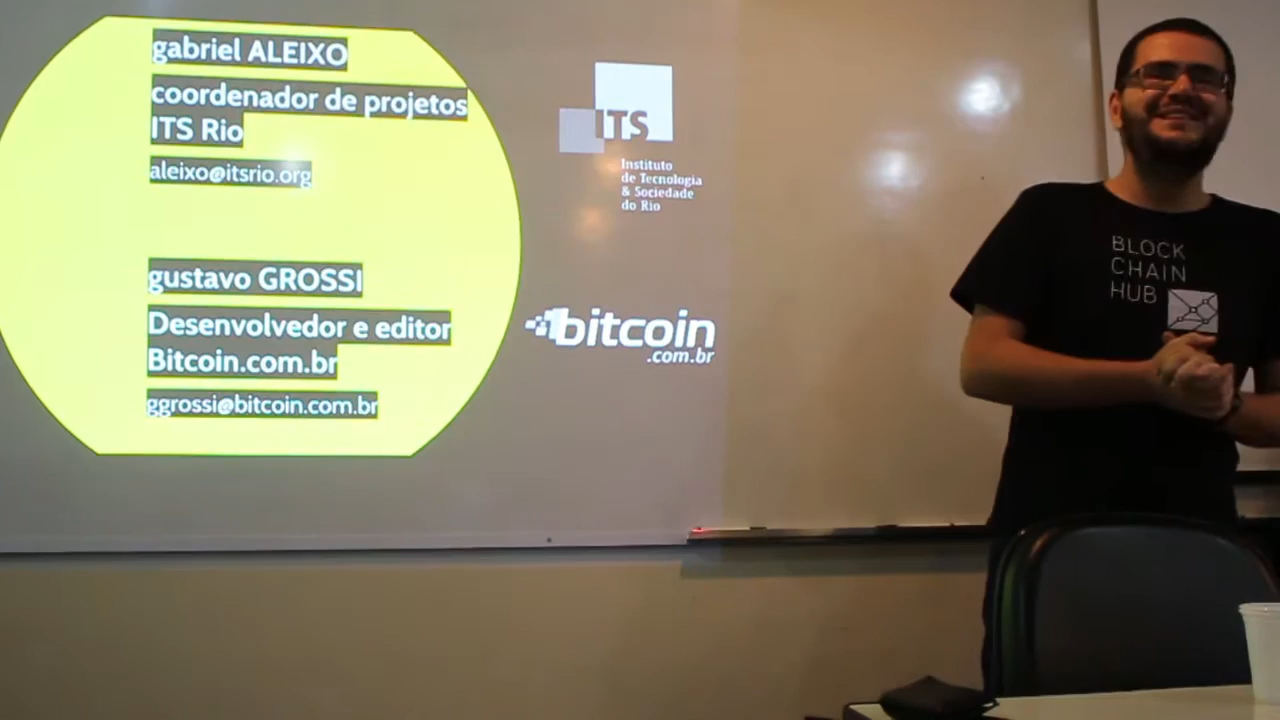 gabriel ALEIXO
coordenador de projetos
ITS Rio
aleixo@itsrio.org
gustavo GROSSI
Desenvolvedor e editor
Bitcoin.com.br
ggrossi@bitcoin.com.br
ITS
Instituto
de Tecnologia
& Sociedade
do Rio
bitcoin
.com.br
BLOCK
CHAIN
HUB